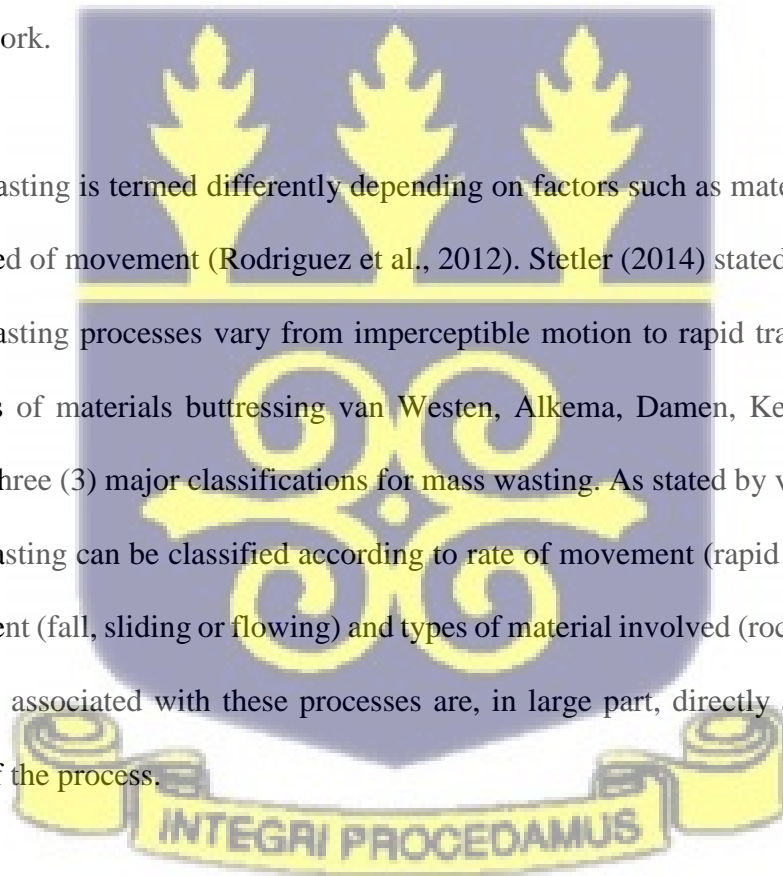 ork.
asting is termed differently depending on factors such as mate
ed of movement (Rodriguez et al., 2012). Stetler (2014) stated
asting processes vary from imperceptible motion to rapid tra
s of materials buttressing van Westen, Alkema, Damen, Ke
hree (3) major classifications for mass wasting. As stated by v
asting can be classified according to rate of movement (rapid
ent (fall, sliding or flowing) and types of material involved (roc
associated with these processes are, in large part, directly
f the process.
INTEGRI PROCEDAMUS